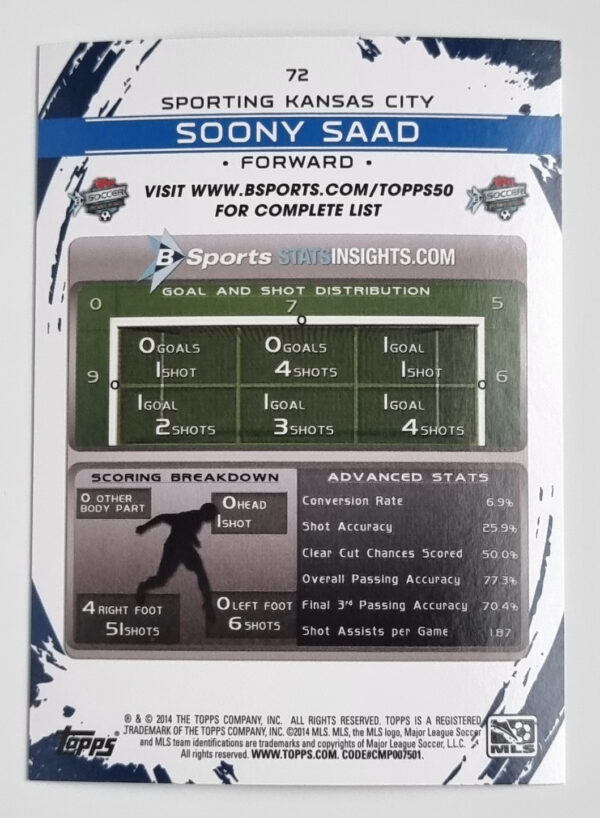 72
SPORTING KANSAS CITY
SOONY SAAD
• FORWARD •
VISIT WWW.BSPORTS.COM/TOPPS50
FOR COMPLETE LIST
TOPPS SOCCER
SOCCER
B Sports STATSINSIGHTS.COM
GOAL AND SHOT DISTRIBUTION
0 7 5
0
0 GOALS 0 GOALS 1 GOAL
1 SHOT 4 SHOTS 1 SHOT
9 0 0 6
1 GOAL 1 GOAL 1 GOAL
2 SHOTS 3 SHOTS 4 SHOTS
SCORING BREAKDOWN
0 OTHER
BODY PART
0 HEAD
1 SHOT
4 RIGHT FOOT
51 SHOTS
0 LEFT FOOT
6 SHOTS
ADVANCED STATS
Conversion Rate 6.9%
Shot Accuracy 25.9%
Clear Cut Chances Scored 50.0%
Overall Passing Accuracy 77.3%
Final 3rd Passing Accuracy 70.4%
Shot Assists per Game 1.87
® & © 2014 THE TOPPS COMPANY, INC. ALL RIGHTS RESERVED. TOPPS IS A REGISTERED
TRADEMARK OF THE TOPPS COMPANY, INC. ©2014 MLS. MLS, the MLS logo, Major League Soccer
and MLS team identifications are trademarks and copyrights of Major League Soccer, L.L.C.
All rights reserved. WWW.TOPPS.COM. CODE#CMP007501.
Topps
MLS